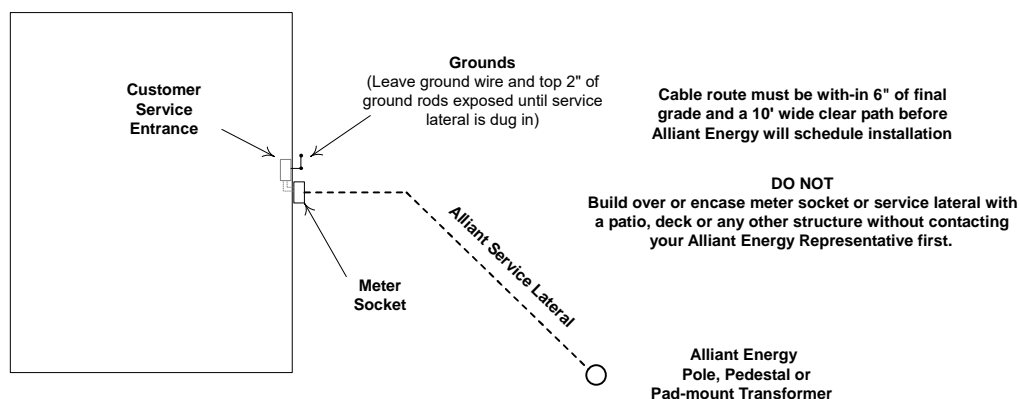 Grounds
(Leave ground wire and top 2" of
ground rods exposed until service
lateral is dug in)
Customer
Service
Entrance
Cable route must be with-in 6" of final
grade and a 10' wide clear path before
Alliant Energy will schedule installation
DO NOT
Build over or encase meter socket or service lateral with
a patio, deck or any other structure without contacting
your Alliant Energy Representative first.
Alliant Service Lateral
Meter
Socket
Alliant Energy
Pole, Pedestal or
Pad-mount Transformer